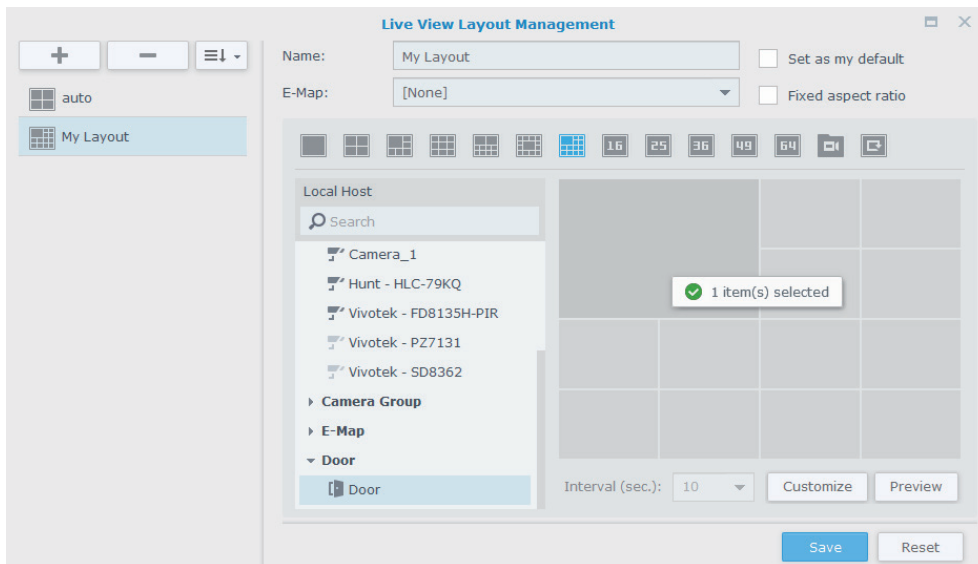 Live View Layout Management
auto
My Layout
Name:
My Layout
Set as my default
E-Map:
[None]
Fixed aspect ratio
16
25
36
49
64
Local Host
Search
Camera_1
Hunt - HLC-79KQ
Vivotek - FD8135H-PIR
Vivotek - PZ7131
Vivotek - SD8362
Camera Group
E-Map
Door
Door
1 item(s) selected
Interval (sec.):
10
Customize
Preview
Save
Reset